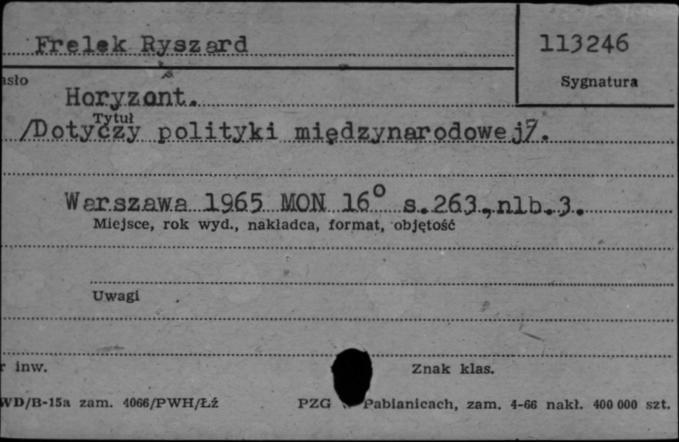 Frelek Ryszard
113246
asło
Sygnatura
Horyzont.
Tytuł
/Dotyczy polityki międzynarodowej/.
Warszawa 1965 MON 16° s.263,nlb.3.
Miejsce, rok wyd., nakładca, format, objętość
Uwagi
r inw.
Znak klas.
WD/B-15a zam. 4066/PWH/Łź
PZG Pabianicach, zam. 4-66 nakł. 400 000 szt.